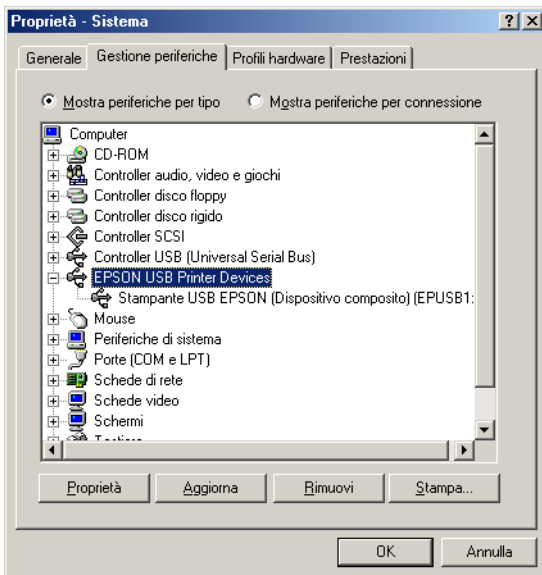 Proprietà - Sistema
Generale Gestione periferiche Profili hardware Prestazioni
Mostra periferiche per tipo Mostra periferiche per connessione
Computer
CD-ROM
Controller audio, video e giochi
Controller disco floppy
Controller disco rigido
Controller SCSI
Controller USB (Universal Serial Bus)
EPSON USB Printer Devices
Stampante USB EPSON (Dispositivo composito) (EPUSB1:
Mouse
Periferiche di sistema
Porte (COM e LPT)
Schede di rete
Schede video
Schermi
Proprietà Aggiorna Rimuovi Stampa...
OK Annulla